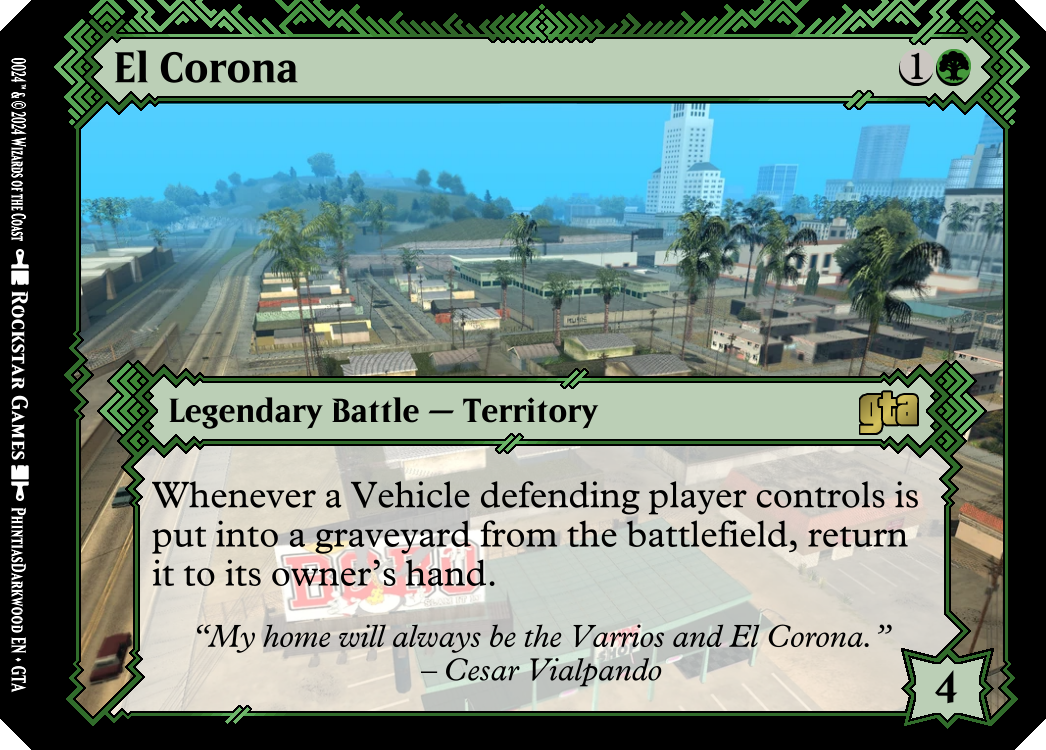 El Corona
1
Legendary Battle — Territory
gta
Whenever a Vehicle defending player controls is
put into a graveyard from the battlefield, return
it to its owner's hand.
“My home will always be the Varrios and El Corona.”
– Cesar Vialpando
4
0024 ™ & © 2024 Wizards of the Coast Rockstar Games PhintiasDarkwood EN • GTA